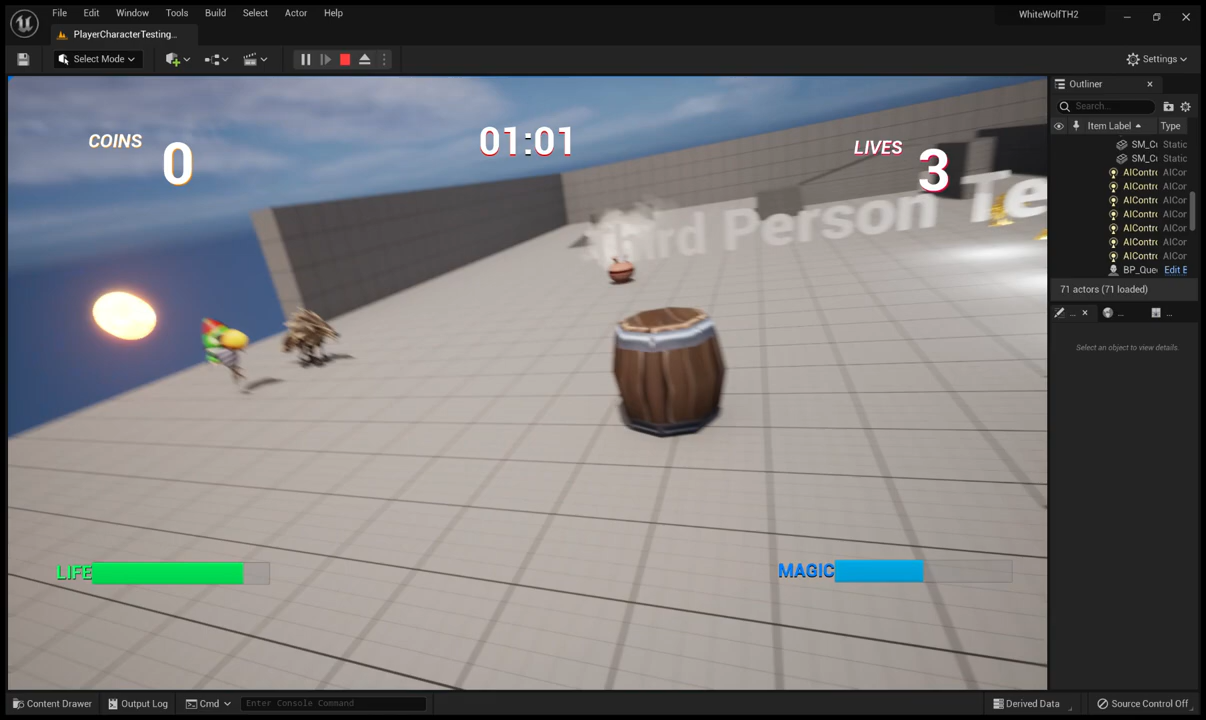 File Edit Window Tools Build Select Actor Help
WhiteWolfTH2
PlayerCharacterTesting...
Select Mode
Settings
Outliner
Search...
Item Label Type
COINS
0
01:01
LIVES
3
SM_Cu Static
SM_Cu Static
AIContro AICor
AIContro AICor
AIContro AICor
AIContro AICor
AIContro AICor
AIContro AICor
AIContro AICor
BP_Que Edit B
Third Person Te
71 actors (71 loaded)
... ... ...
Select an object to view details.
LIFE
MAGIC
Content Drawer Output Log Cmd Enter Console Command Derived Data Source Control Off